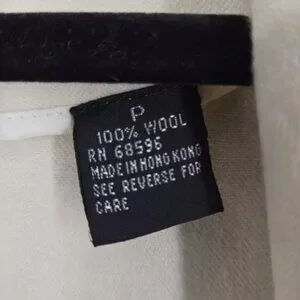 P
100% WOOL
RN 68596
MADE IN HONG KONG
SEE REVERSE FOR
CARE